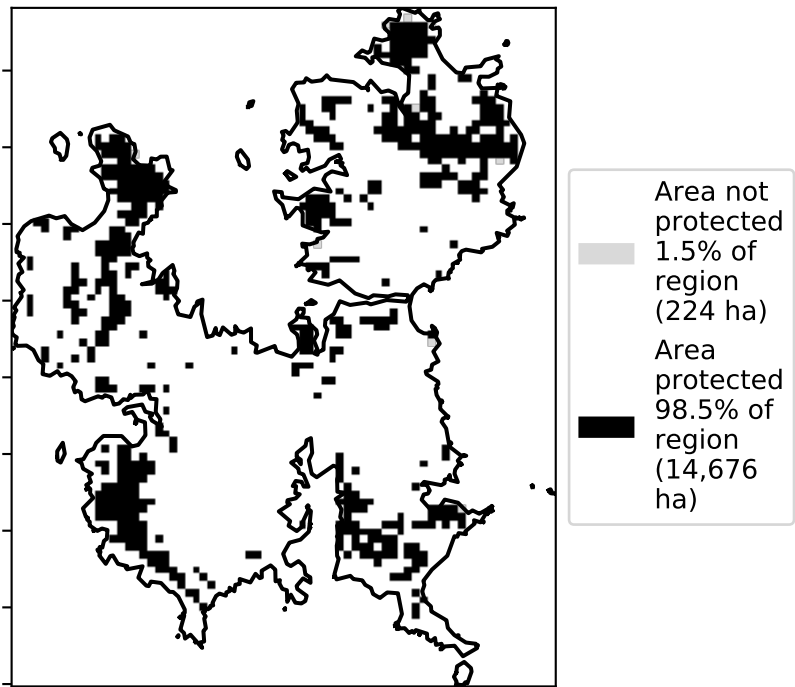 Area not
protected
1.5% of
region
(224 ha)
Area
protected
98.5% of
region
(14,676
ha)